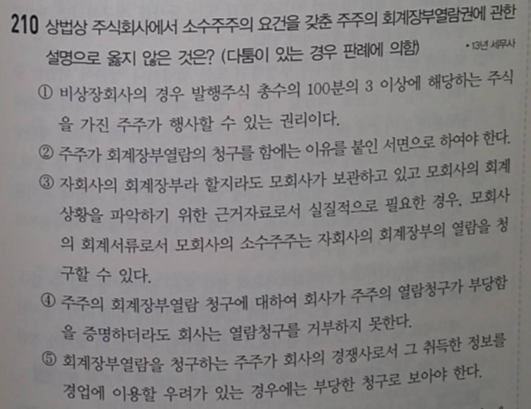 210 상법상 주식회사에서 소수주주의 요건을 갖춘 주주의 회계장부열람권에 관한
설명으로 옳지 않은 것은? (다툼이 있는 경우 판례에 의함) • 13년 세무사
① 비상장회사의 경우 발행주식 총수의 100분의 3 이상에 해당하는 주식
을 가진 주주가 행사할 수 있는 권리이다.
② 주주가 회계장부열람의 청구를 함에는 이유를 붙인 서면으로 하여야 한다.
③ 자회사의 회계장부라 할지라도 모회사가 보관하고 있고 모회사의 회계
상황을 파악하기 위한 근거자료로서 실질적으로 필요한 경우, 모회사
의 회계서류로서 모회사의 소수주주는 자회사의 회계장부의 열람을 청
구할 수 있다.
④ 주주의 회계장부열람 청구에 대하여 회사가 주주의 열람청구가 부당함
을 증명하더라도 회사는 열람청구를 거부하지 못한다.
⑤ 회계장부열람을 청구하는 주주가 회사의 경쟁사로서 그 취득한 정보를
경업에 이용할 우려가 있는 경우에는 부당한 청구로 보아야 한다.